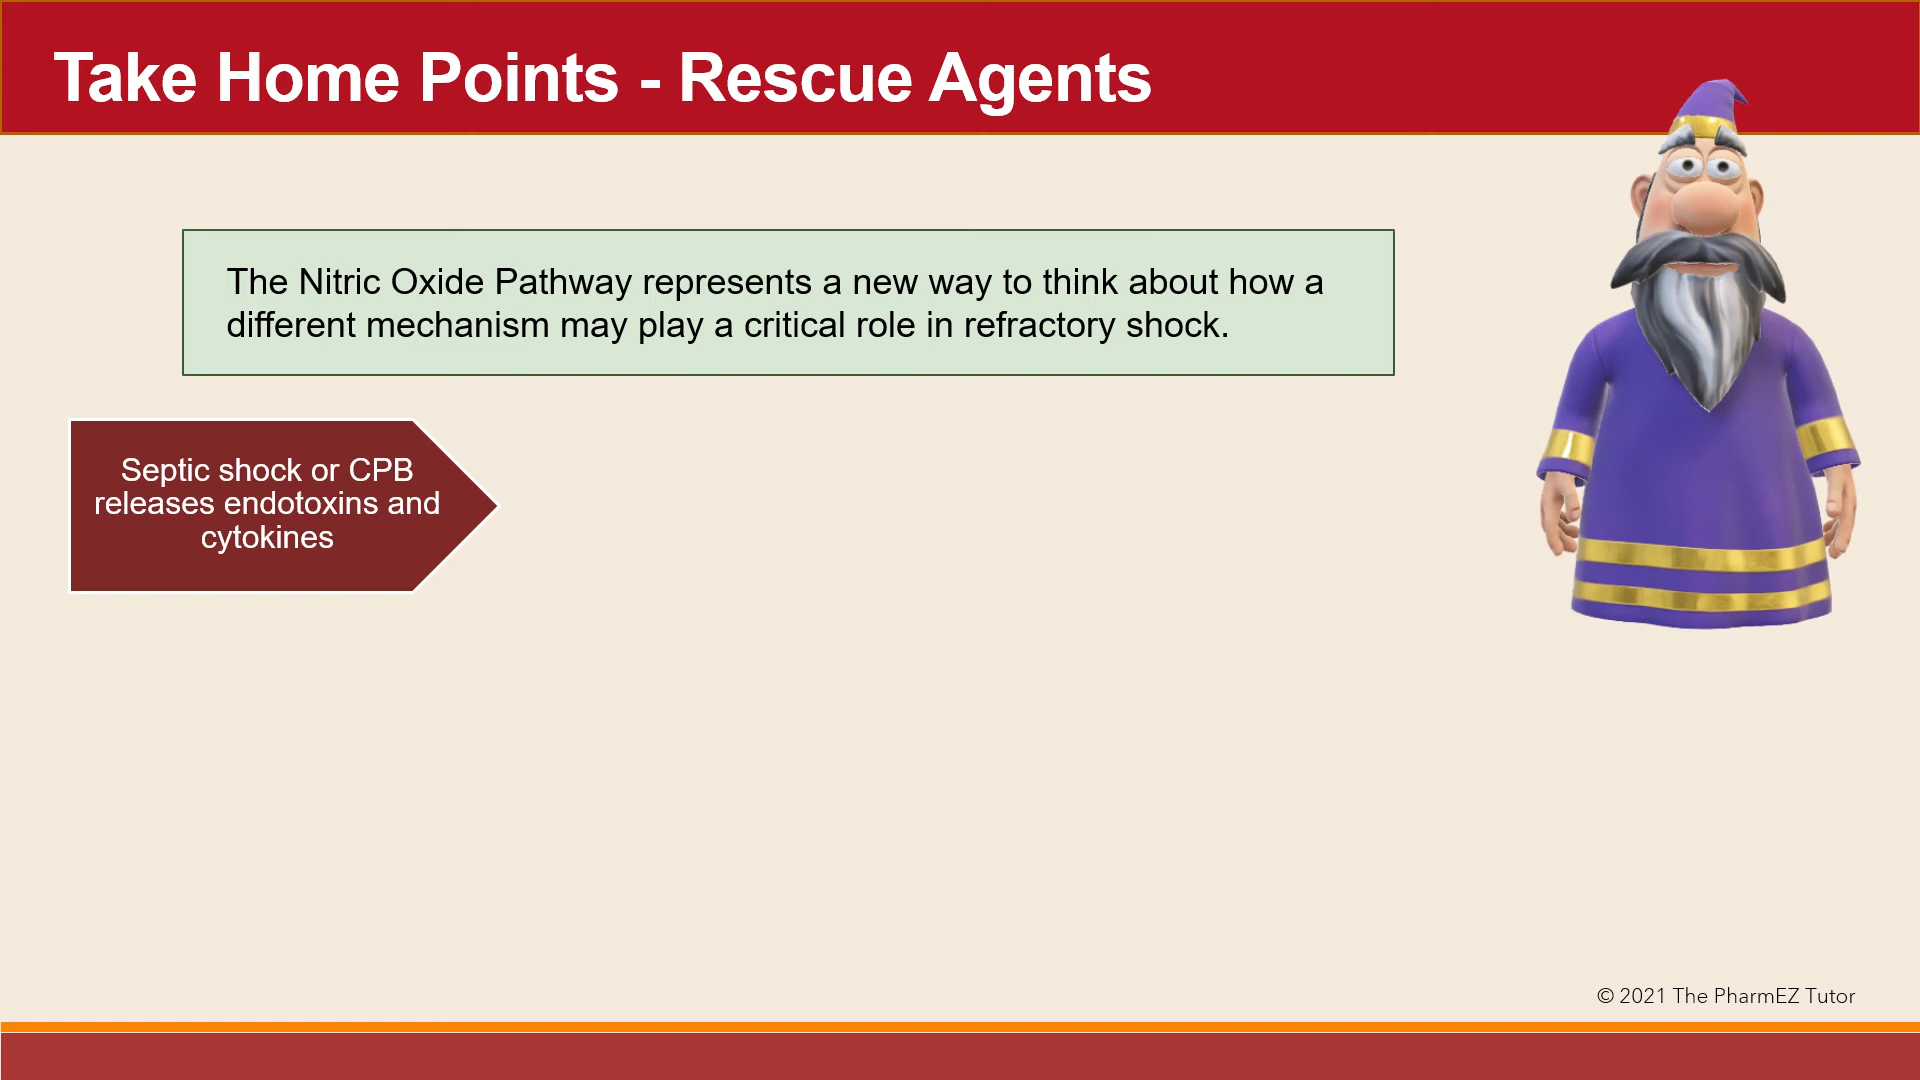 Take Home Points - Rescue Agents
The Nitric Oxide Pathway represents a new way to think about how a
different mechanism may play a critical role in refractory shock.
Septic shock or CPB
releases endotoxins and
cytokines
© 2021 The PharmEZ Tutor